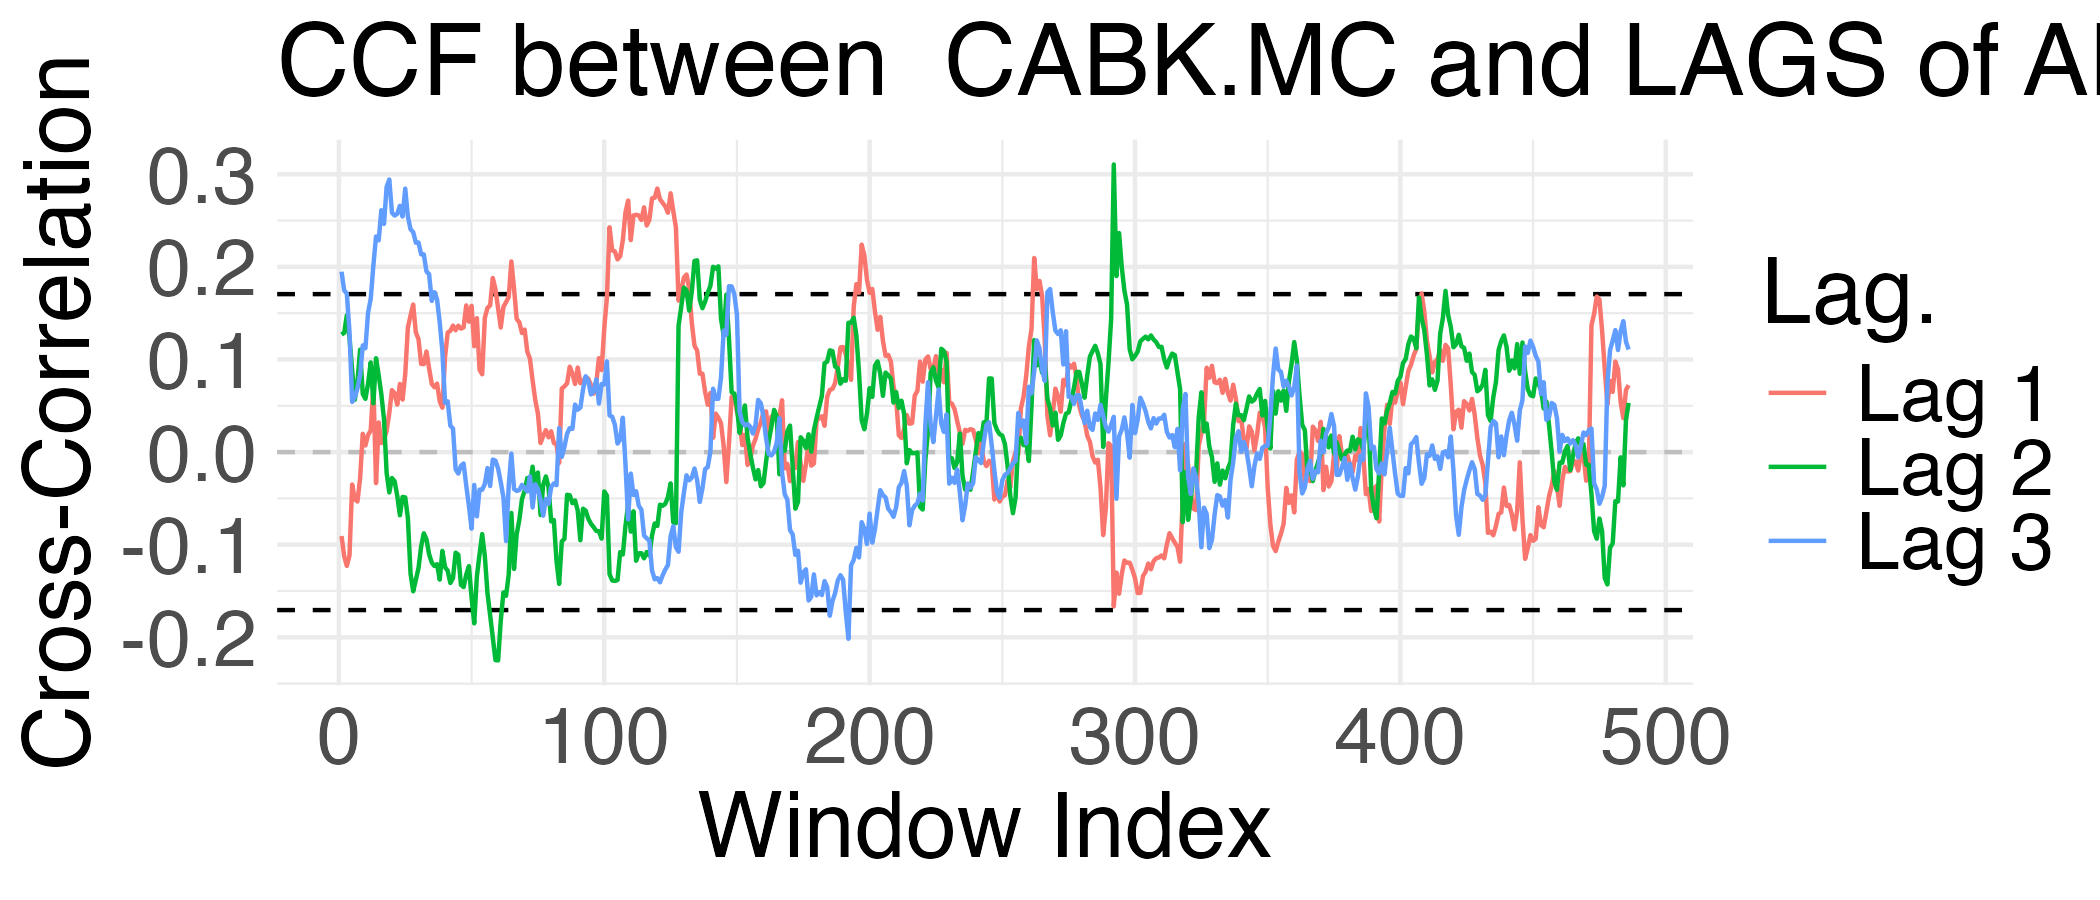 CCF between  CABK.MC and LAGS of
Cross-Correlation
0.3
0.2
0.1
0.0
-0.1
-0.2
0 100 200 300 400 500
Window Index
Lag.
Lag 1
Lag 2
Lag 3